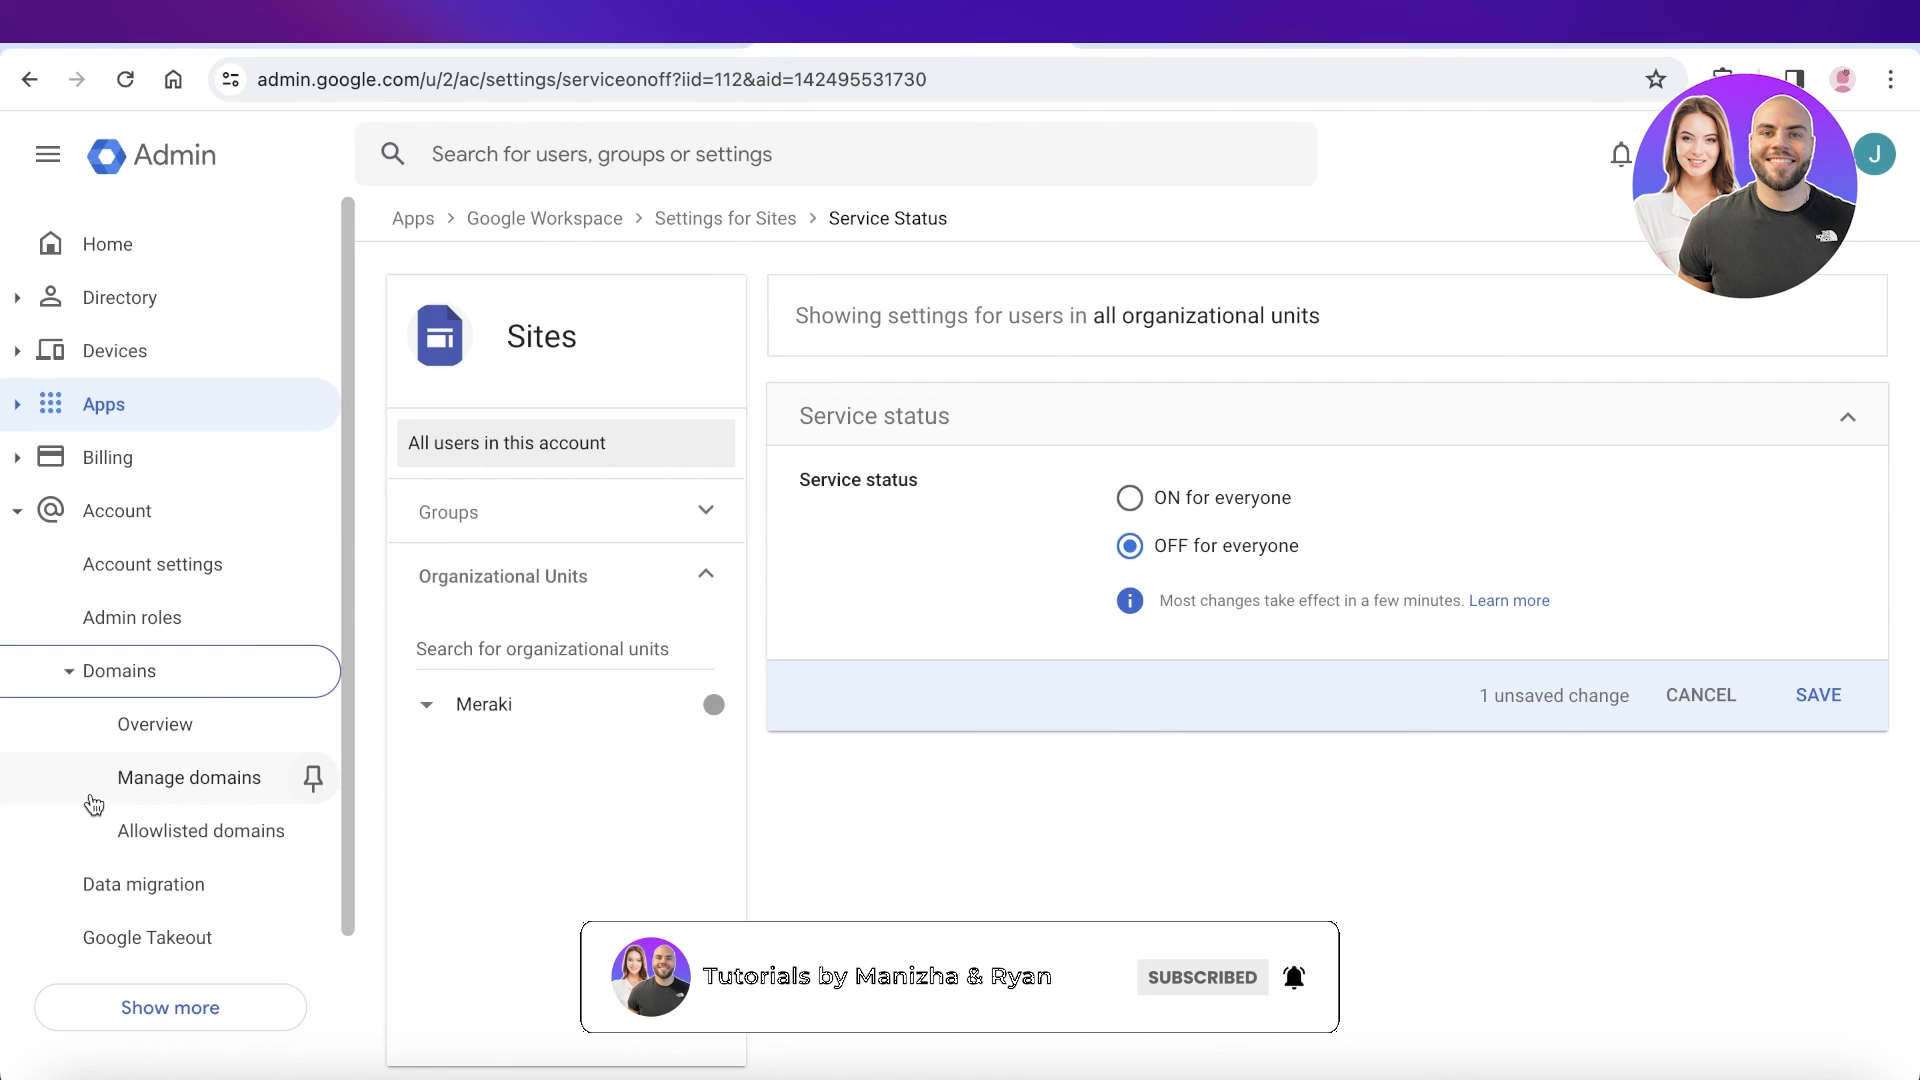 admin.google.com/u/2/ac/settings/serviceonoff?iid=112&aid=142495531730
Admin
Search for users, groups or settings
J
Apps > Google Workspace > Settings for Sites > Service Status
Home
Directory
Devices
Apps
Billing
Account
Account settings
Admin roles
Domains
Overview
Manage domains
Allowlisted domains
Data migration
Google Takeout
Show more
Sites
All users in this account
Groups
Organizational Units
Search for organizational units
Meraki
Showing settings for users in all organizational units
Service status
Service status
ON for everyone
OFF for everyone
Most changes take effect in a few minutes. Learn more
1 unsaved change CANCEL SAVE
Tutorials by Manizha & Ryan
SUBSCRIBED